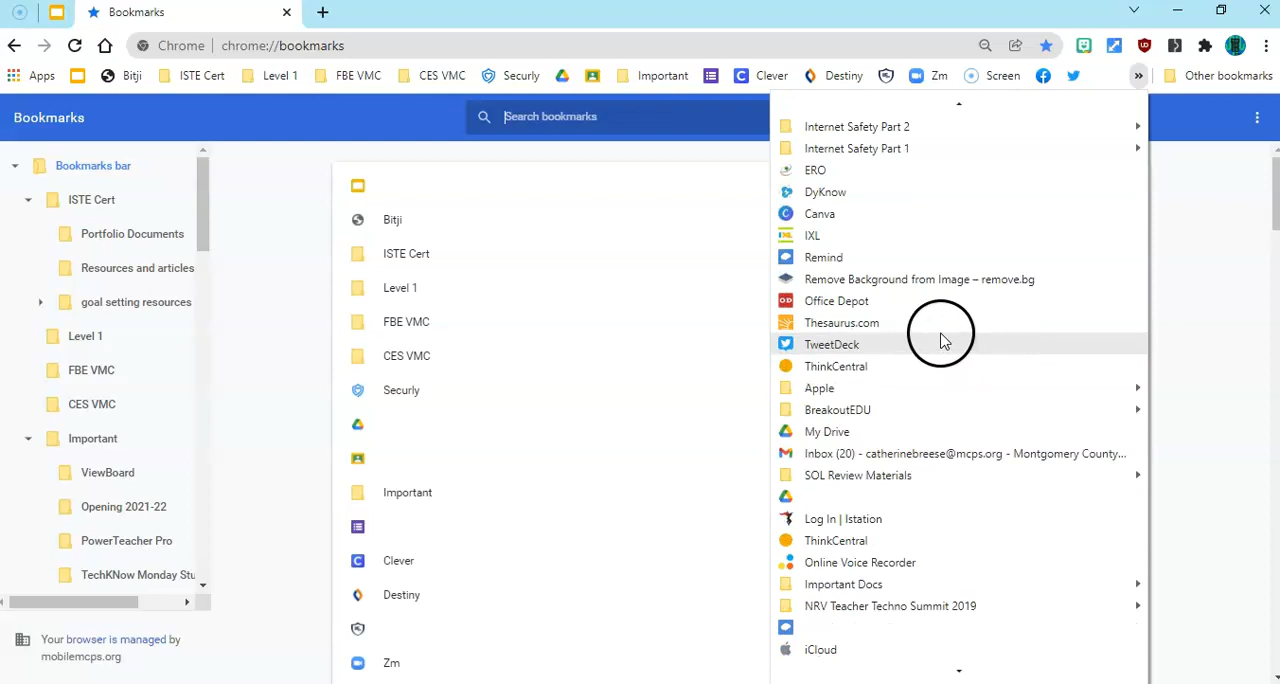 Bookmarks
Chrome chrome://bookmarks
Apps Bitji ISTE Cert Level 1 FBE VMC CES VMC Securly Important Clever Destiny Zm Screen » Other bookmarks
Bookmarks
Search bookmarks
Bookmarks bar
ISTE Cert
Portfolio Documents
Resources and articles
goal setting resources
Level 1
FBE VMC
CES VMC
Important
ViewBoard
Opening 2021-22
PowerTeacher Pro
TechKNow Monday Stu
Your browser is managed by
mobilemcps.org
Bitji
ISTE Cert
Level 1
FBE VMC
CES VMC
Securly
Important
Clever
Destiny
Zm
Internet Safety Part 2
Internet Safety Part 1
ERO
DyKnow
Canva
IXL
Remind
Remove Background from Image – remove.bg
Office Depot
Thesaurus.com
TweetDeck
ThinkCentral
Apple
BreakoutEDU
My Drive
Inbox (20) - catherinebreese@mcps.org - Montgomery County...
SOL Review Materials
Log In | Istation
ThinkCentral
Online Voice Recorder
Important Docs
NRV Teacher Techno Summit 2019
iCloud